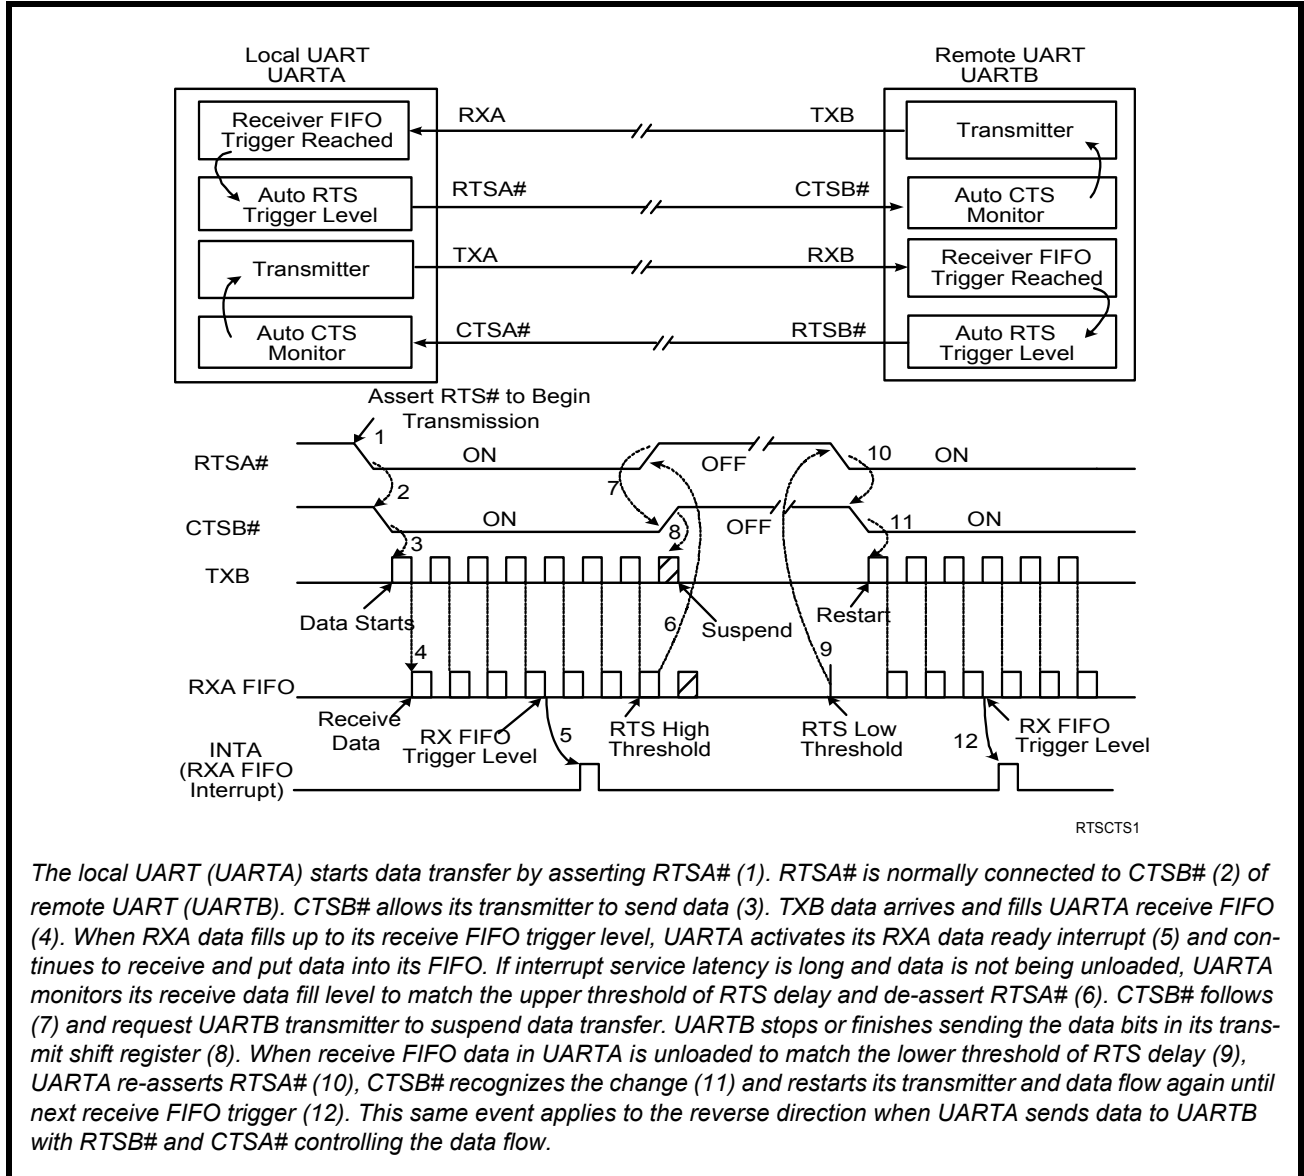 Local UART
UARTA
Remote UART
UARTB
Receiver FIFO
Trigger Reached
RXA
TXB
Transmitter
Auto RTS
Trigger Level
RTSA#
CTSB#
Auto CTS
Monitor
Transmitter
TXA
RXB
Receiver FIFO
Trigger Reached
Auto CTS
Monitor
CTSA#
RTSB#
Auto RTS
Trigger Level
Assert RTS# to Begin
Transmission
1
RTSA#
ON
7
OFF
10
ON
2
CTSB#
ON
8
OFF
11
ON
3
TXB
Data Starts
6
Suspend
Restart
4
9
RXA FIFO
Receive
Data
RX FIFO
Trigger Level
5
RTS High
Threshold
RTS Low
Threshold
12
RX FIFO
Trigger Level
INTA
(RXA FIFO
Interrupt)
RTSCTS1
The local UART (UARTA) starts data transfer by asserting RTSA# (1). RTSA# is normally connected to CTSB# (2) of
remote UART (UARTB). CTSB# allows its transmitter to send data (3). TXB data arrives and fills UARTA receive FIFO
(4). When RXA data fills up to its receive FIFO trigger level, UARTA activates its RXA data ready interrupt (5) and con-
tinues to receive and put data into its FIFO. If interrupt service latency is long and data is not being unloaded, UARTA
monitors its receive data fill level to match the upper threshold of RTS delay and de-assert RTSA# (6). CTSB# follows
(7) and request UARTB transmitter to suspend data transfer. UARTB stops or finishes sending the data bits in its trans-
mit shift register (8). When receive FIFO data in UARTA is unloaded to match the lower threshold of RTS delay (9),
UARTA re-asserts RTSA# (10), CTSB# recognizes the change (11) and restarts its transmitter and data flow again until
next receive FIFO trigger (12). This same event applies to the reverse direction when UARTA sends data to UARTB
with RTSB# and CTSA# controlling the data flow.